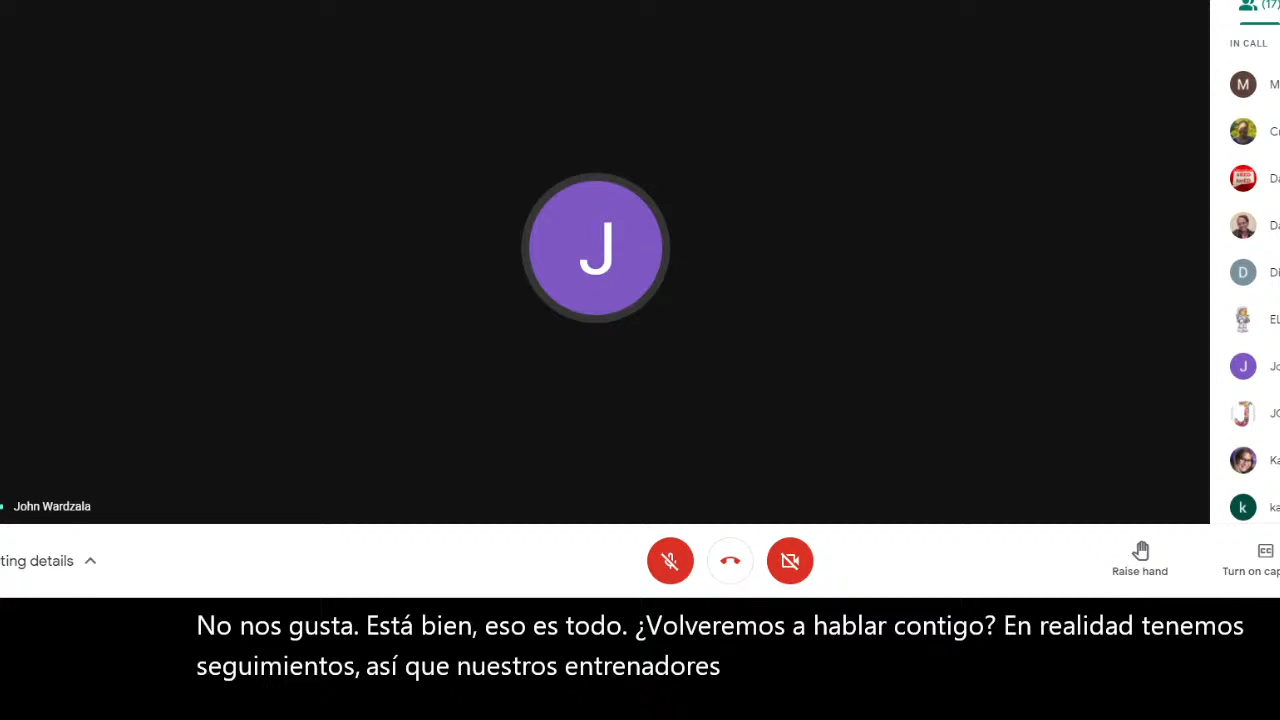 (17)
IN CALL
M
M
D
J
J
J
k
John Wardzala
ting details
Raise hand
Turn on cap
No nos gusta. Está bien, eso es todo. ¿Volveremos a hablar contigo? En realidad tenemos
seguimientos, así que nuestros entrenadores